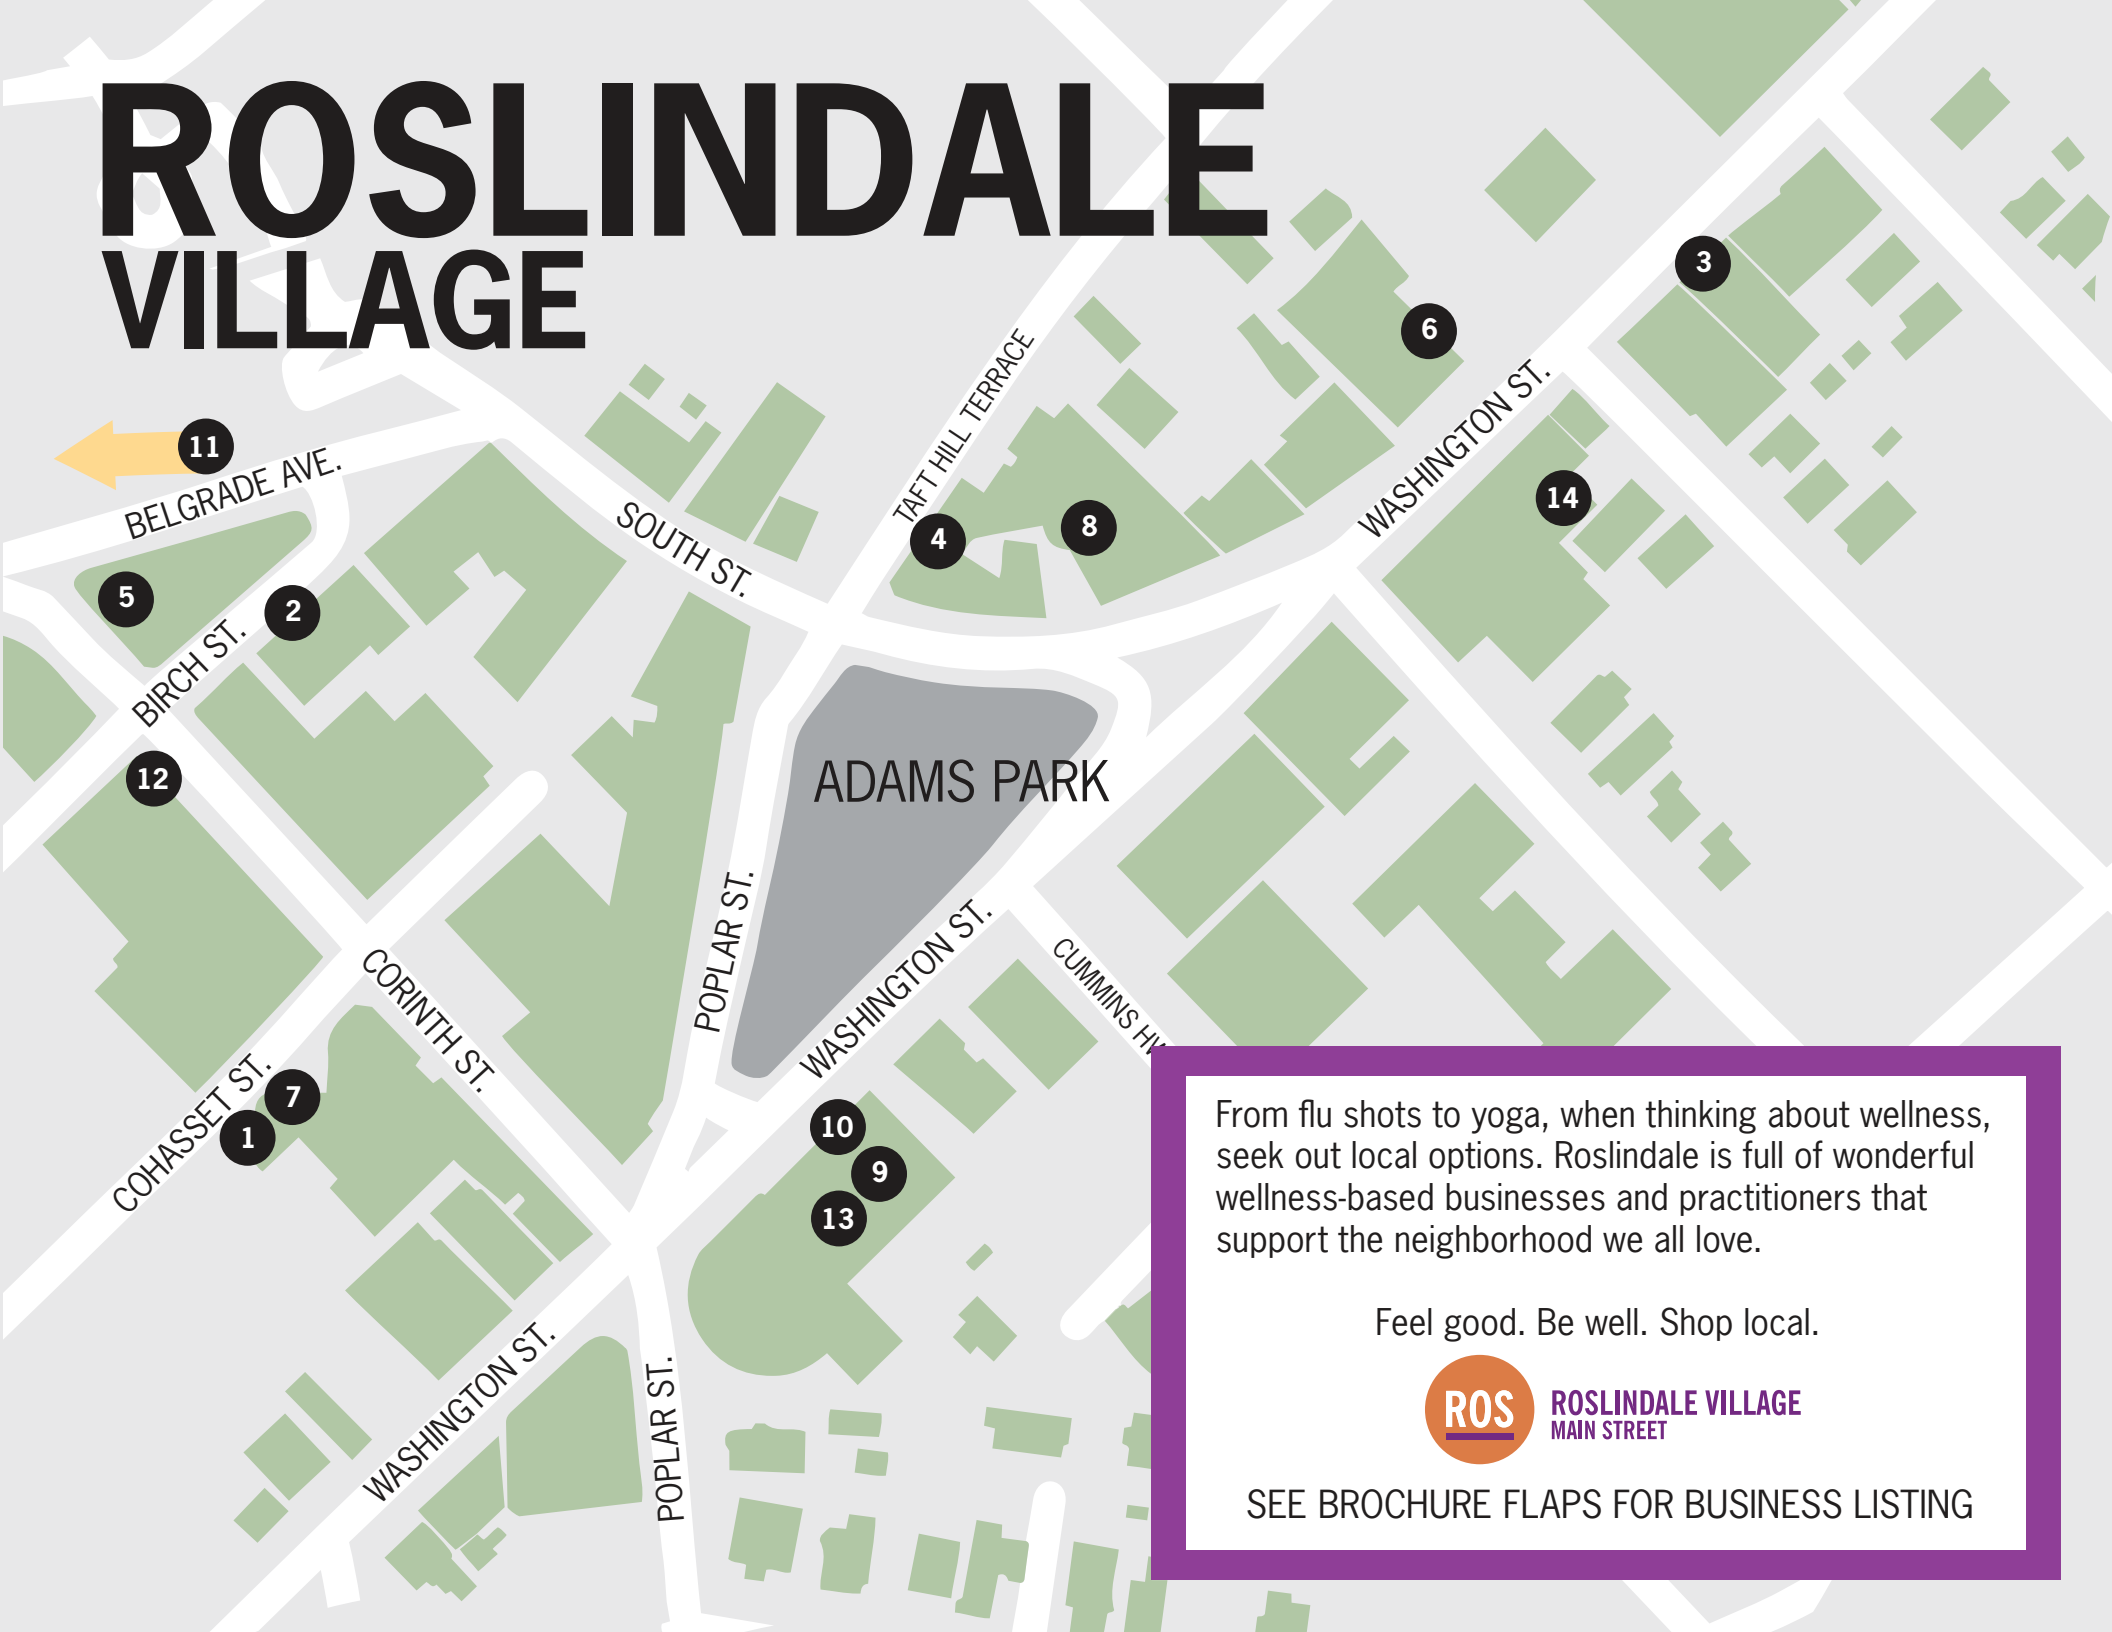 ROSLINDALE
VILLAGE
3
6
TAFT HILL TERRACE
WASHINGTON ST.
11
BELGRADE AVE.
14
SOUTH ST.
4
8
5
2
BIRCH ST.
12
ADAMS PARK
POPLAR ST.
WASHINGTON ST.
CUMMINS
CORINTH ST.
COHASSET ST.
7
1
10
9
13
WASHINGTON ST.
POPLAR ST.
From flu shots to yoga, when thinking about wellness,
seek out local options. Roslindale is full of wonderful
wellness-based businesses and practitioners that
support the neighborhood we all love.
Feel good. Be well. Shop local.
ROS
ROSLINDALE VILLAGE
MAIN STREET
SEE BROCHURE FLAPS FOR BUSINESS LISTING